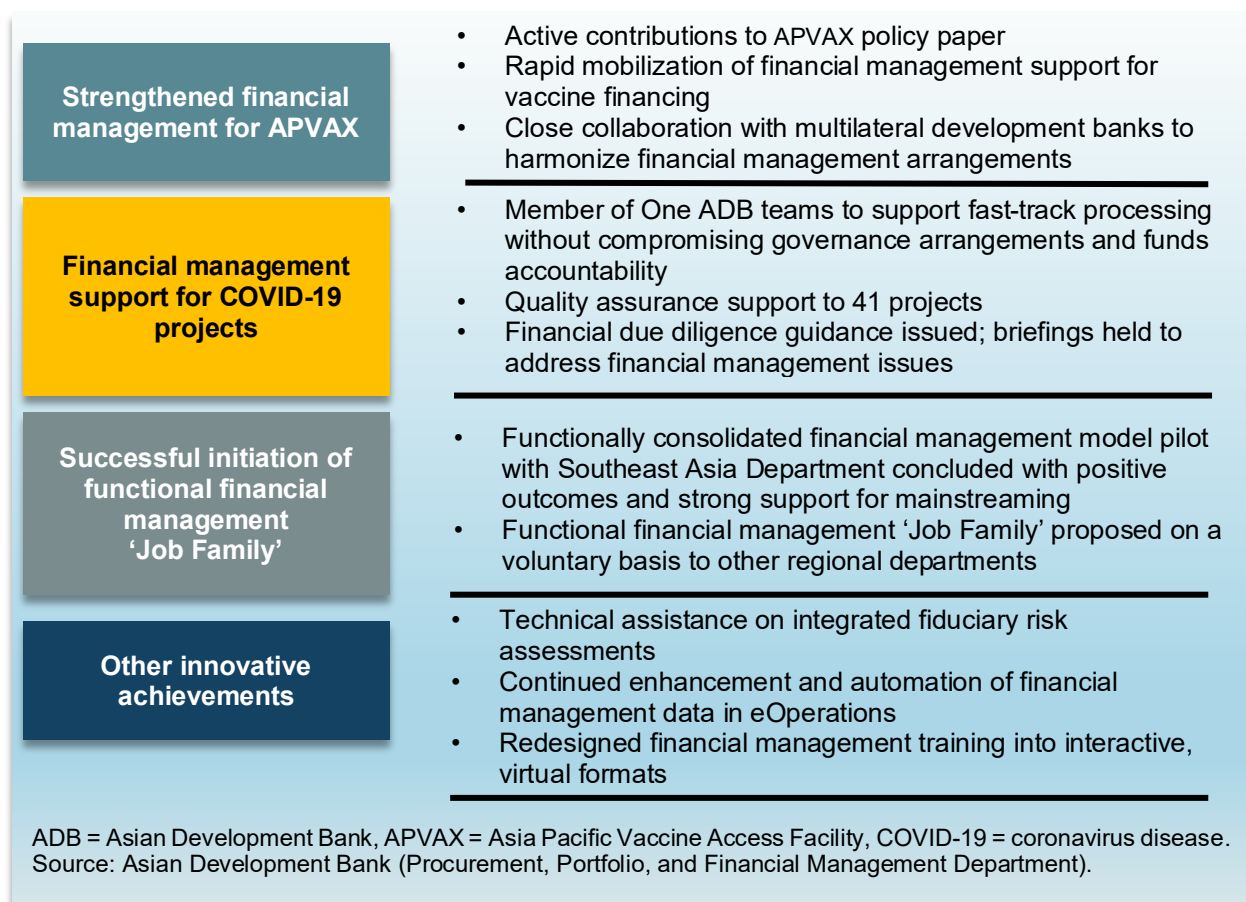 Strengthened financial
management for APVAX
• Active contributions to APVAX policy paper
• Rapid mobilization of financial management support for
vaccine financing
• Close collaboration with multilateral development banks to
harmonize financial management arrangements
Financial management
support for COVID-19
projects
• Member of One ADB teams to support fast-track processing
without compromising governance arrangements and funds
accountability
• Quality assurance support to 41 projects
• Financial due diligence guidance issued; briefings held to
address financial management issues
Successful initiation of
functional financial
management
‘Job Family’
• Functionally consolidated financial management model pilot
with Southeast Asia Department concluded with positive
outcomes and strong support for mainstreaming
• Functional financial management ‘Job Family’ proposed on a
voluntary basis to other regional departments
Other innovative
achievements
• Technical assistance on integrated fiduciary risk
assessments
• Continued enhancement and automation of financial
management data in eOperations
• Redesigned financial management training into interactive,
virtual formats
ADB = Asian Development Bank, APVAX = Asia Pacific Vaccine Access Facility, COVID-19 = coronavirus disease.
Source: Asian Development Bank (Procurement, Portfolio, and Financial Management Department).